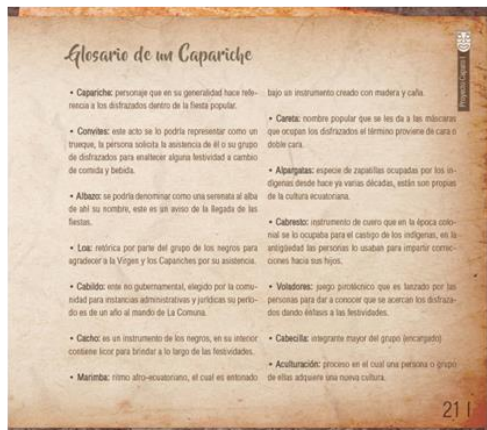 Glosario de un Capariche
• Capariche: personaje que en su generalidad hace refe-
rencia a los disfrazados dentro de la fiesta popular.
• Convites: este acto se lo podría representar como un
trueque, la persona solicita la asistencia de él o su grupo
de disfrazados para enaltecer alguna festividad a cambio
de comida y bebida.
• Albazo: se podría denominar como una serenata al alba
de ahí su nombre, este es un aviso de la llegada de las
fiestas.
• Loa: retórica por parte del grupo de los negros para
agradecer a la Virgen y los Capariches por su asistencia.
• Cabildo: ente no gubernamental, elegido por la comu-
nidad para instancias administrativas y jurídicas su perio-
do es de un año al mando de La Comuna.
• Cacho: es un instrumento de los negros, en su interior
contiene licor para brindar a lo largo de las festividades.
• Marimba: ritmo afro-ecuatoriano, el cual es entonado
bajo un instrumento creado con madera y caña.
• Careta: nombre popular que se les da a las máscaras
que ocupan los disfrazados el término proviene de cara o
doble cara.
• Alpargatas: especie de zapatillas ocupadas por los in-
dígenas desde hace ya varias décadas, están son propias
de la cultura ecuatoriana.
• Cabresto: instrumento de cuero que en la época colo-
nial se lo ocupaba para el castigo de los indígenas, en la
antigüedad las personas lo usaban para impartir correc-
ciones hacia sus hijos.
• Voladores: juego pirotécnico que es lanzado por las
personas para dar a conocer que se acercan los disfraza-
dos dando énfasis a las festividades.
• Cabecilla: integrante mayor del grupo (encargado)
• Aculturación: proceso en el cual una persona o grupo
de ellas adquiere una nueva cultura.
Proyecto Caparo I
21 I